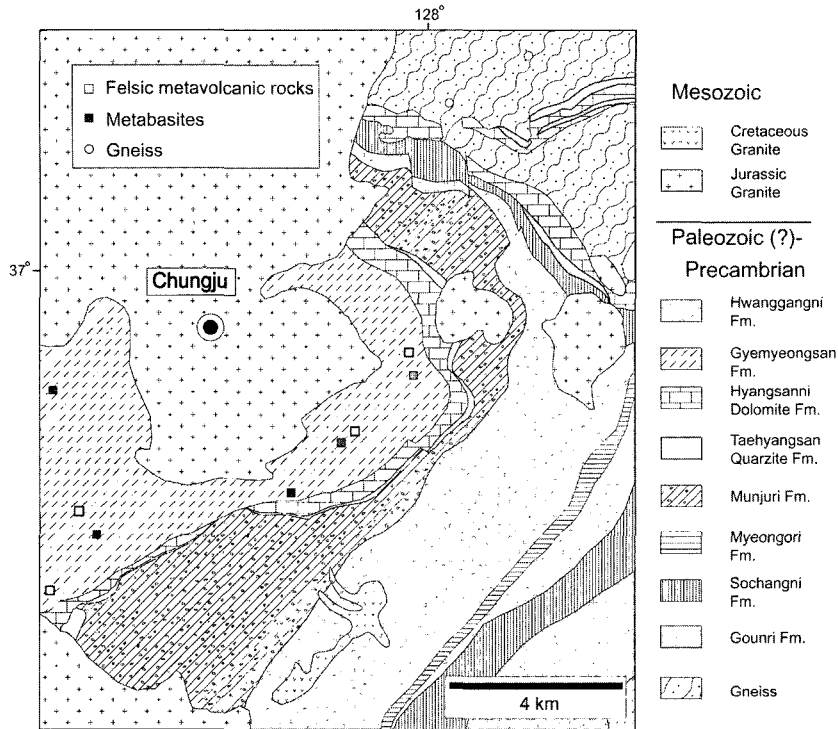 128°
Felsic metavolcanic rocks
Metabasites
Gneiss
37°
Chungju
4 km
Mesozoic
Cretaceous
Granite
Jurassic
Granite
Paleozoic (?)-
Precambrian
Hwanggangni
Fm.
Gyemyeongsan
Fm.
Hyangsanni
Dolomite Fm.
Taehyangsan
Quarzite Fm.
Munjuri Fm.
Myeongori
Fm.
Sochangni
Fm.
Gounri Fm.
Gneiss